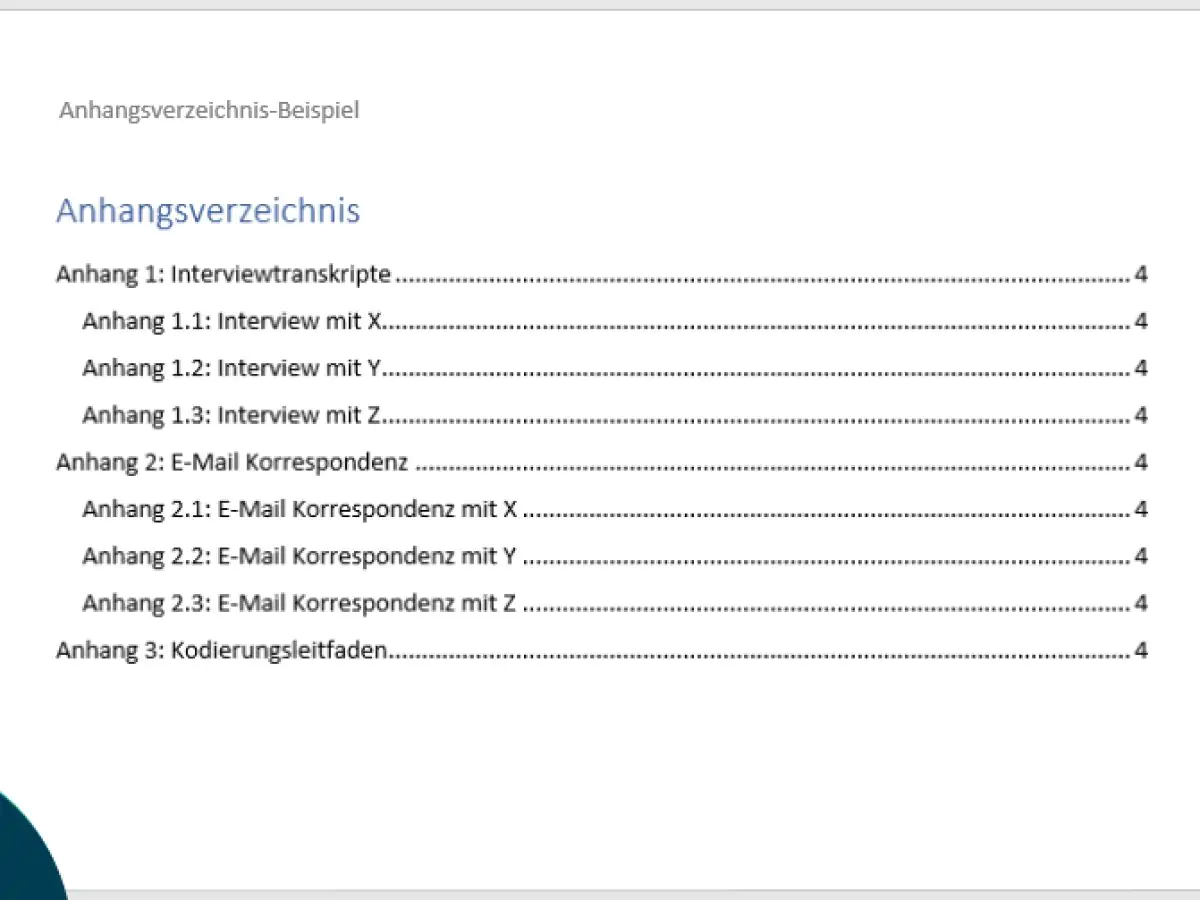 Anhangsverzeichnis-Beispiel
Anhangsverzeichnis
Anhang 1: Interviewtranskripte 4
Anhang 1.1: Interview mit X 4
Anhang 1.2: Interview mit Y 4
Anhang 1.3: Interview mit Z 4
Anhang 2: E-Mail Korrespondenz 4
Anhang 2.1: E-Mail Korrespondenz mit X 4
Anhang 2.2: E-Mail Korrespondenz mit Y 4
Anhang 2.3: E-Mail Korrespondenz mit Z 4
Anhang 3: Kodierungsleitfaden 4